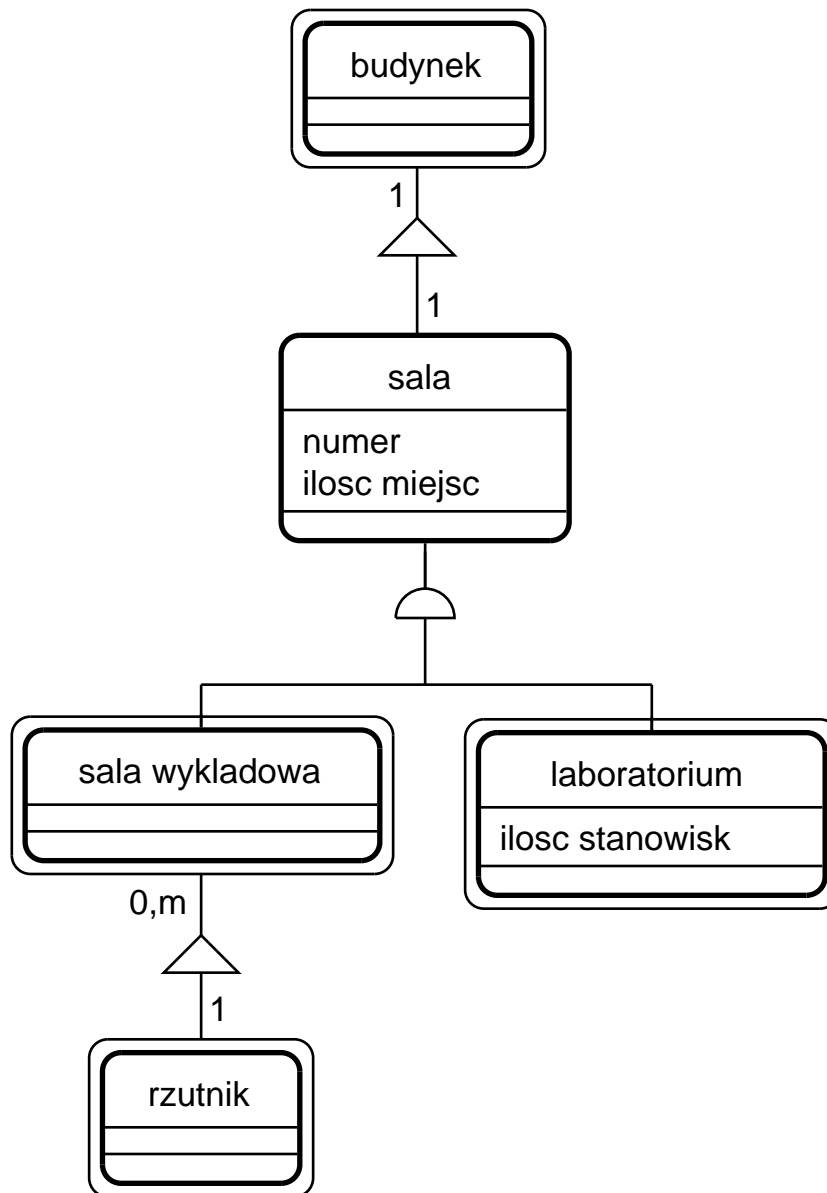 budynek
1
1
sala
numer
ilosc miejsc
sala wykladowa
laboratorium
ilosc stanowisk
0,m
1
rzutnik